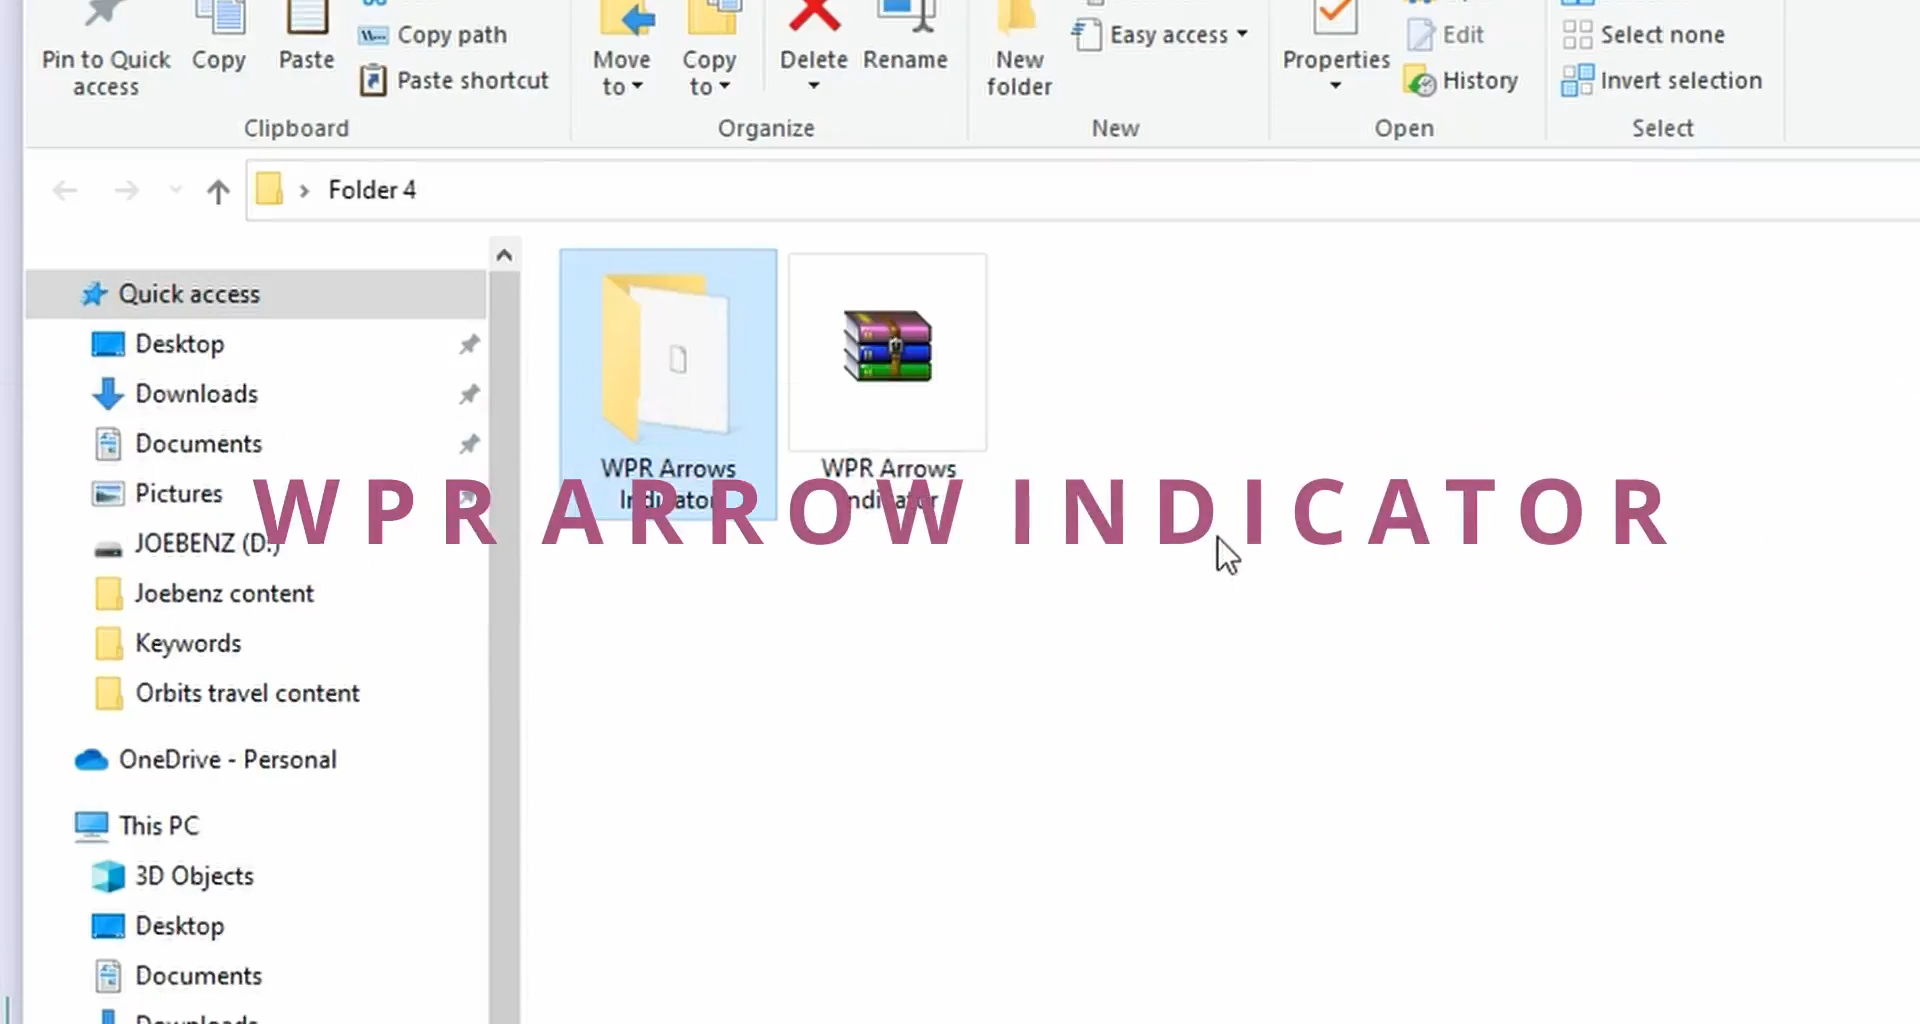 Pin to Quick
access
Copy
Paste
Copy path
Paste shortcut
Clipboard
Move
to
Copy
to
Delete
Rename
Organize
New
folder
Easy access
New
Properties
Edit
History
Open
Select none
Invert selection
Select
Folder 4
Quick access
Desktop
Downloads
Documents
Pictures
JOEBENZ (D:)
Joebenz content
Keywords
Orbits travel content
OneDrive - Personal
This PC
3D Objects
Desktop
Documents
Downloads
WPR Arrows
Indicator
WPR Arrows
Indicator
WPR ARROW INDICATOR